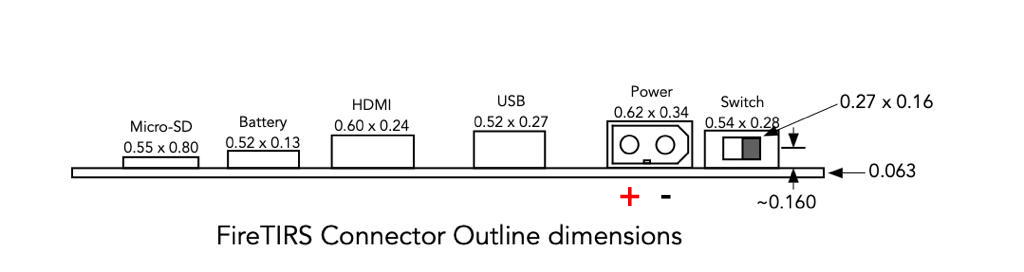 Micro-SD
0.55 x 0.80
Battery
0.52 x 0.13
HDMI
0.60 x 0.24
USB
0.52 x 0.27
Power
0.62 x 0.34
Switch
0.54 x 0.28
0.27 x 0.16
0.063
~0.160
+ -
FireTIRS Connector Outline dimensions